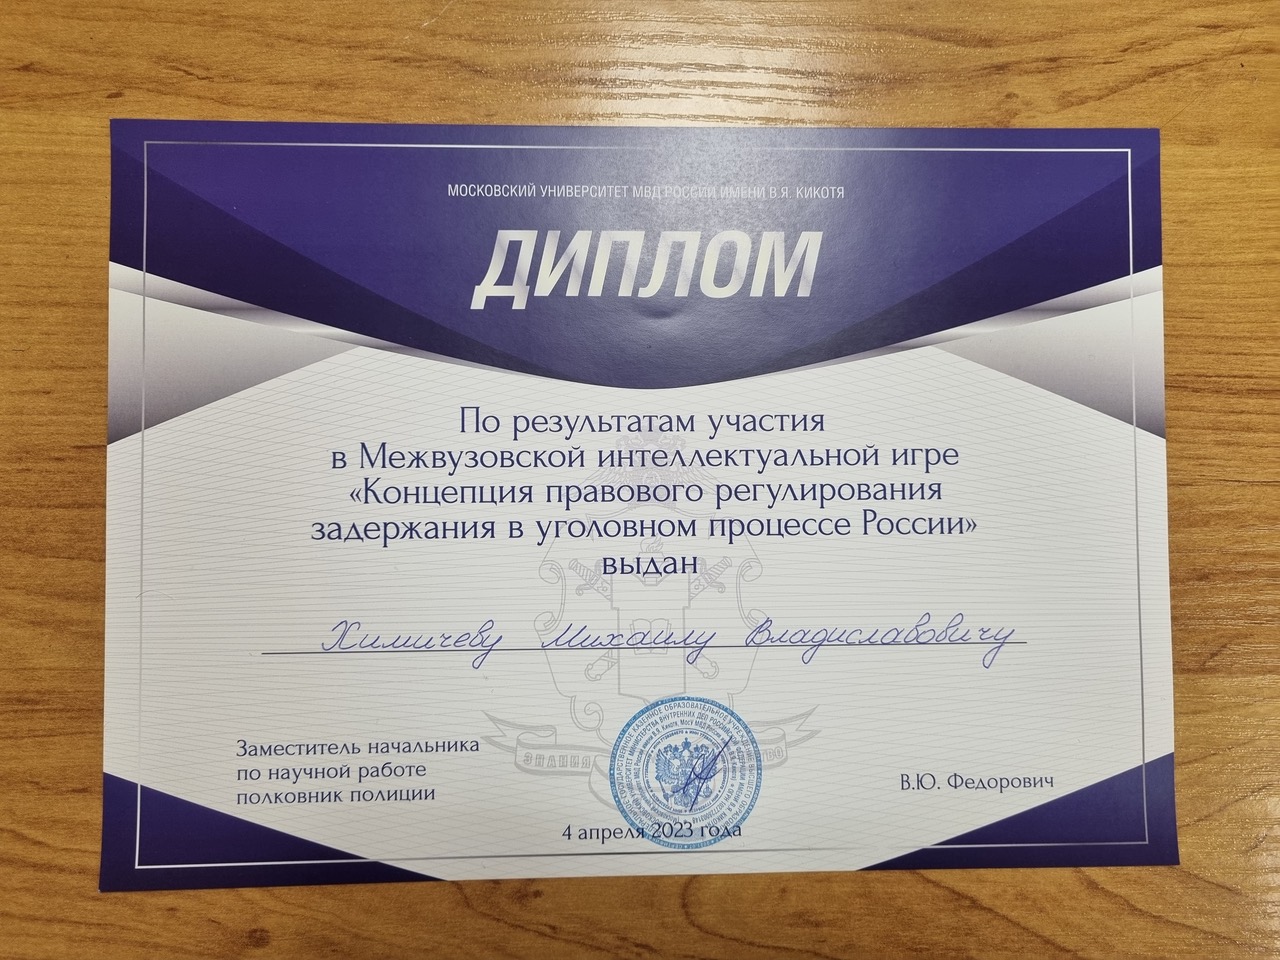 МОСКОВСКИЙ УНИВЕРСИТЕТ МВД РОССИИ ИМЕНИ В.Я. КИКОТЯ
ДИПЛОМ
По результатам участия
в Межвузовской интеллектуальной игре
«Концепция правового регулирования
задержания в уголовном процессе России»
выдан
Химичеву Михаилу Владиславовичу
ЗНАНИЯ
Заместитель начальника
по научной работе
полковник полиции
В.Ю. Федорович
4 апреля 2023 года